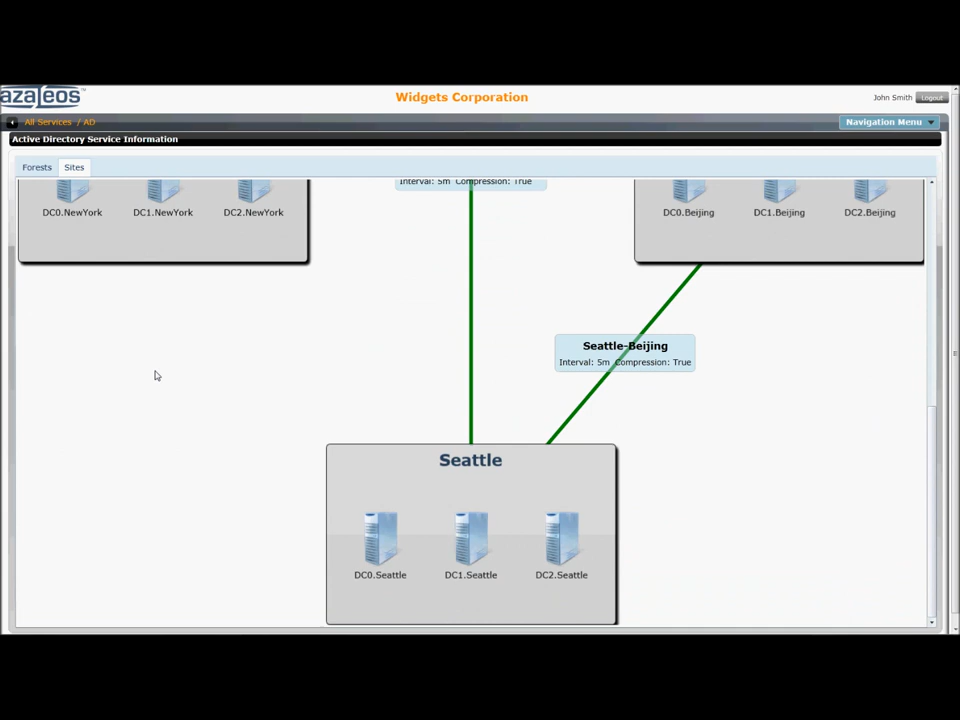 azaleos™
Widgets Corporation
John Smith Logout
All Services / AD
Navigation Menu
Active Directory Service Information
Forests Sites
Interval: 5m Compression: True
DC0.NewYork DC1.NewYork DC2.NewYork
DC0.Beijing DC1.Beijing DC2.Beijing
Seattle-Beijing
Interval: 5m Compression: True
Seattle
DC0.Seattle DC1.Seattle DC2.Seattle